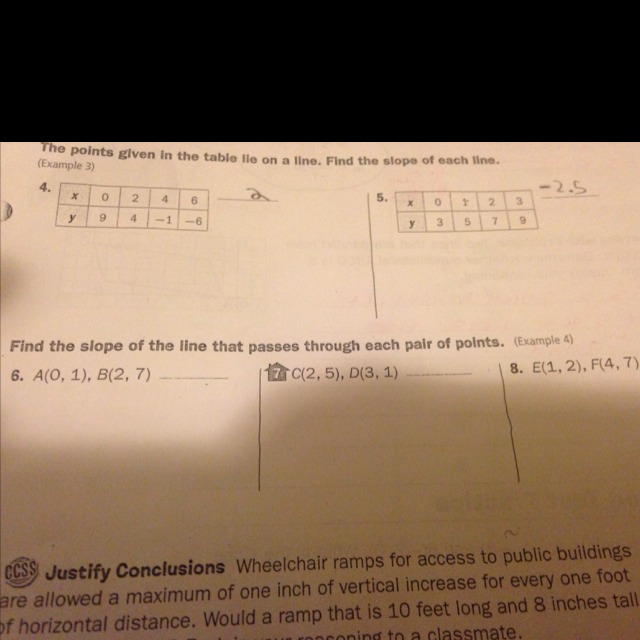 The points given in the table lie on a line. Find the slope of each line.
(Example 3)
4. x 0 2 4 6 2
y 9 4 −1 −6
5. x 0 1 2 3 -2.5
y 3 5 7 9
Find the slope of the line that passes through each pair of points. (Example 4)
6. A(0, 1), B(2, 7)
7 C(2, 5), D(3, 1)
8. E(1, 2), F(4, 7)
CCSS Justify Conclusions Wheelchair ramps for access to public buildings
are allowed a maximum of one inch of vertical increase for every one foot
of horizontal distance. Would a ramp that is 10 feet long and 8 inches tall
reasoning to a classmate.